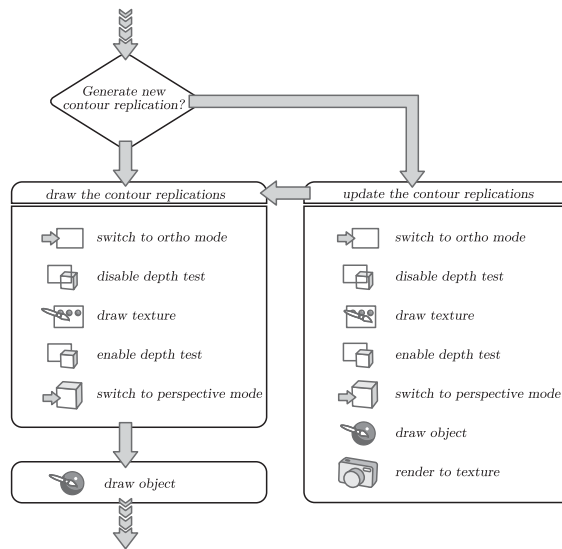 Generate new
contour replication?
draw the contour replications
switch to ortho mode
disable depth test
draw texture
enable depth test
switch to perspective mode
draw object
update the contour replications
switch to ortho mode
disable depth test
draw texture
enable depth test
switch to perspective mode
draw object
render to texture